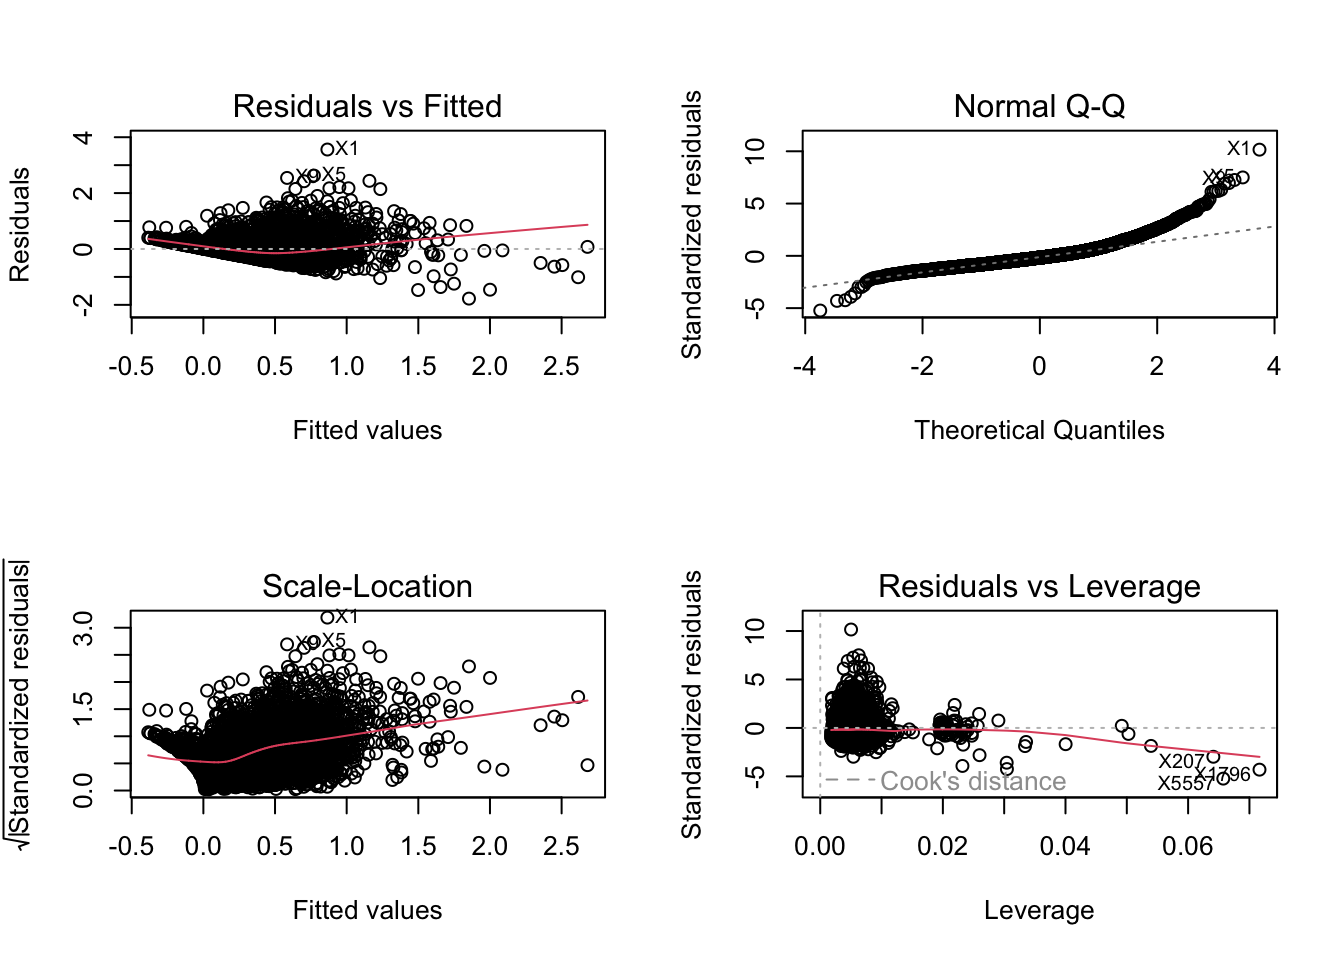 Residuals vs Fitted
Residuals
4
2
0
-2
X1
X5
-0.5 0.0 0.5 1.0 1.5 2.0 2.5
Fitted values
Normal Q-Q
Standardized residuals
10
5
0
-5
X1
-4 -2 0 2 4
Theoretical Quantiles
Scale-Location
√|Standardized residuals|
3.0
1.5
0.0
X1
X5
-0.5 0.0 0.5 1.0 1.5 2.0 2.5
Fitted values
Residuals vs Leverage
Standardized residuals
10
5
0
-5
X207
X1796
X5557
Cook's distance
0.00 0.02 0.04 0.06
Leverage